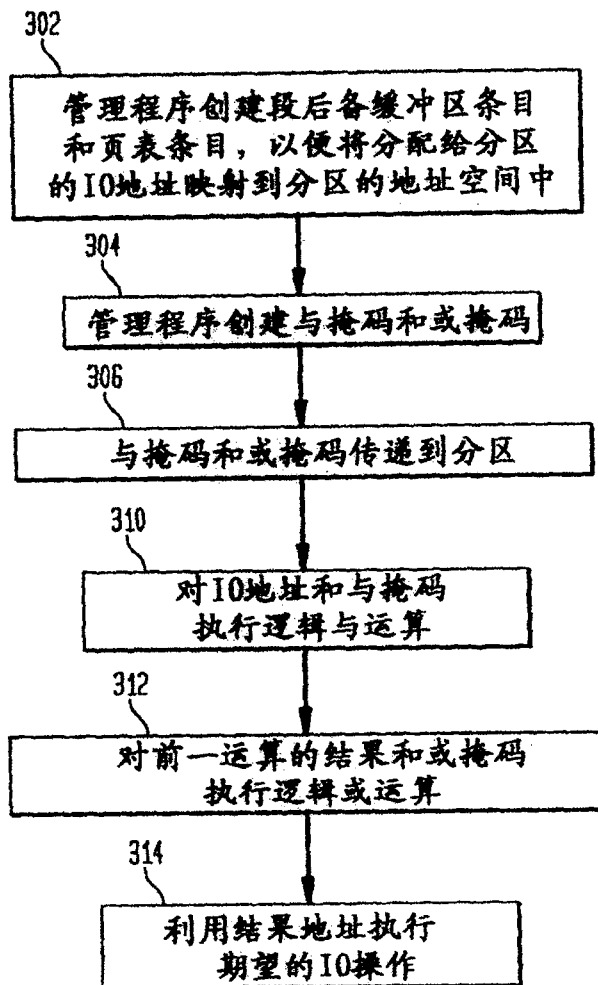 302
管理程序创建段后备缓冲区条目
和页表条目，以便将分配给分区
的IO地址映射到分区的地址空间中
304
管理程序创建与掩码和或掩码
306
与掩码和或掩码传递到分区
310
对IO地址和与掩码
执行逻辑与运算
312
对前一运算的结果和或掩码
执行逻辑或运算
314
利用结果地址执行
期望的IO操作